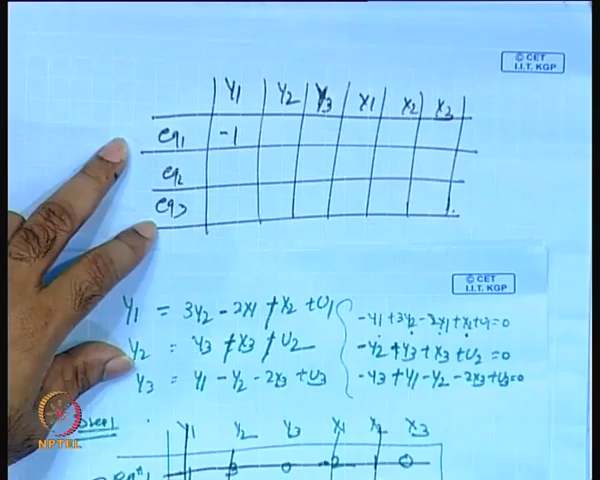 © CET
I.I.T. KGP
Y1 Y2 Y3 X1 X2 X3
eq1 -1
eq2
eq3
© CET
I.I.T. KGP
Y1 = 3Y2 - 2X1 + X2 + U1
-Y1 + 3Y2 - 2X1 + X2 + U1 = 0
Y2 = Y3 + X3 + U2
-Y2 + Y3 + X3 + U2 = 0
Y3 = Y1 - Y2 - 2X3 + U3
-Y3 + Y1 - Y2 - 2X3 + U3 = 0
Y1 Y2 Y3 X1 X2 X3
NPTEL